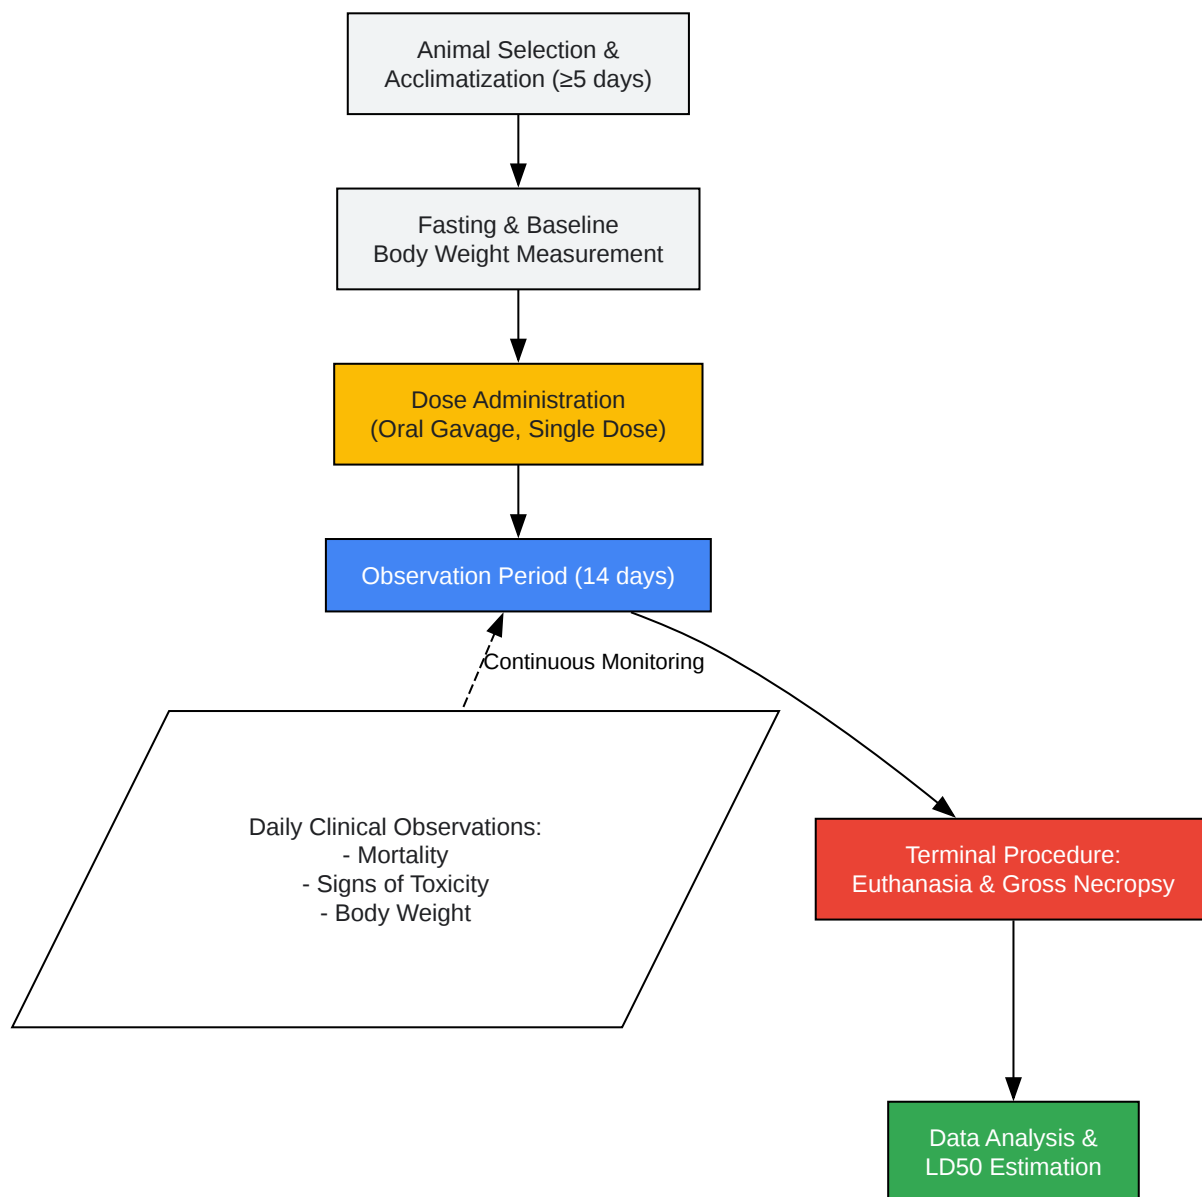 Animal Selection &
Acclimatization (≥5 days)
Fasting & Baseline
Body Weight Measurement
Dose Administration
(Oral Gavage, Single Dose)
Observation Period (14 days)
Continuous Monitoring
Daily Clinical Observations:
- Mortality
- Signs of Toxicity
- Body Weight
Terminal Procedure:
Euthanasia & Gross Necropsy
Data Analysis &
LD50 Estimation